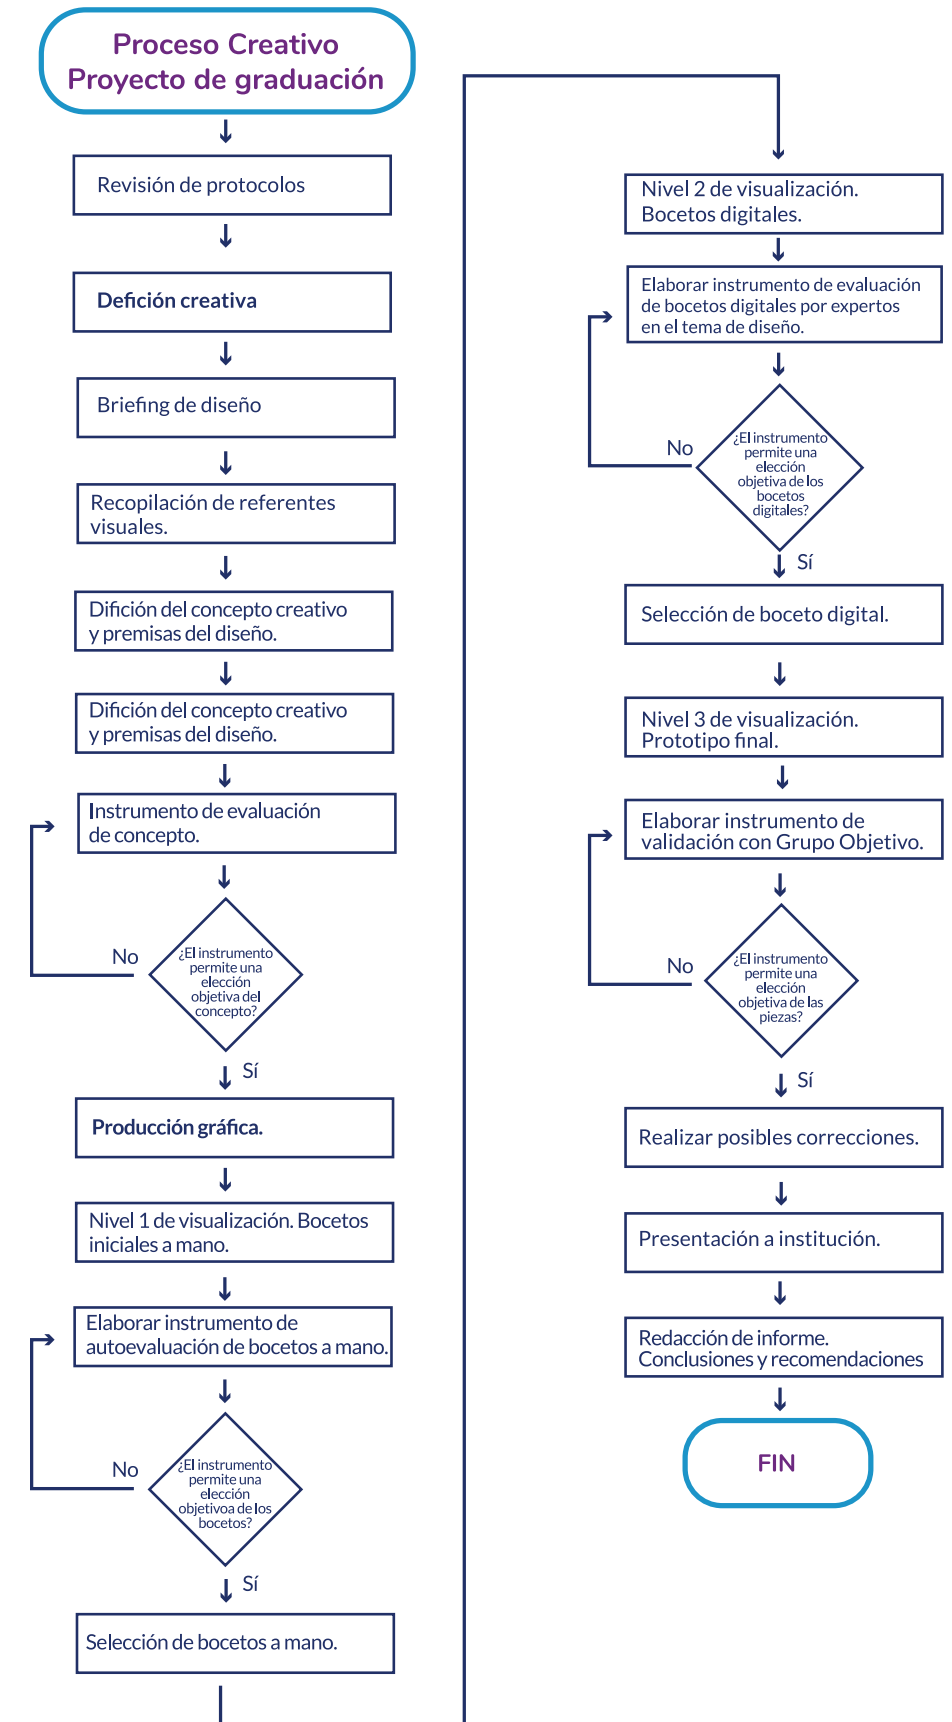 Proceso Creativo
Proyecto de graduación
Revisión de protocolos
Defición creativa
Briefing de diseño
Recopilación de referentes
visuales.
Difición del concepto creativo
y premisas del diseño.
Difición del concepto creativo
y premisas del diseño.
Instrumento de evaluación
de concepto.
No
¿El instrumento
permite una
elección
objetiva del
concepto?
Sí
Producción gráfica.
Nivel 1 de visualización. Bocetos
iniciales a mano.
Elaborar instrumento de
autoevaluación de bocetos a mano.
No
¿El instrumento
permite una
elección
objetivoa de los
bocetos?
Sí
Selección de bocetos a mano.
Nivel 2 de visualización.
Bocetos digitales.
Elaborar instrumento de evaluación
de bocetos digitales por expertos
en el tema de diseño.
No
¿El instrumento
permite una
elección
objetiva de los
bocetos
digitales?
Sí
Selección de boceto digital.
Nivel 3 de visualización.
Prototipo final.
Elaborar instrumento de
validación con Grupo Objetivo.
No
¿El instrumento
permite una
elección
objetiva de las
piezas?
Sí
Realizar posibles correcciones.
Presentación a institución.
Redacción de informe.
Conclusiones y recomendaciones
FIN